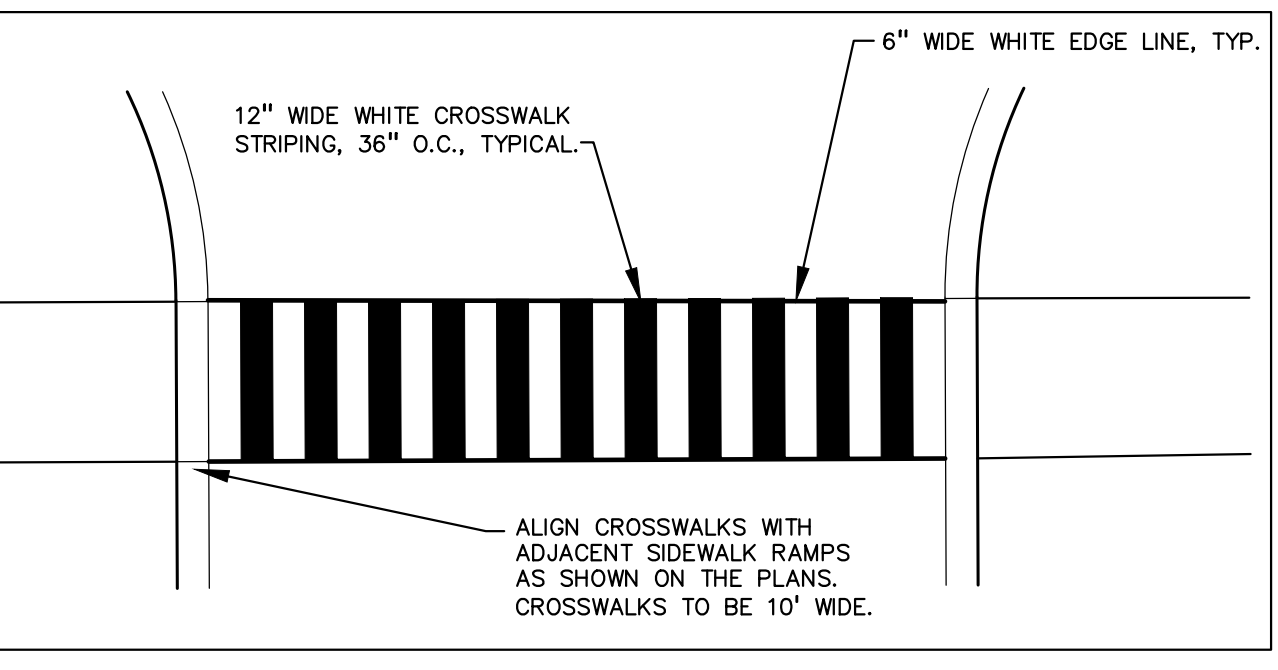 6" WIDE WHITE EDGE LINE, TYP.
12" WIDE WHITE CROSSWALK
STRIPING, 36" O.C., TYPICAL.
ALIGN CROSSWALKS WITH
ADJACENT SIDEWALK RAMPS
AS SHOWN ON THE PLANS.
CROSSWALKS TO BE 10' WIDE.